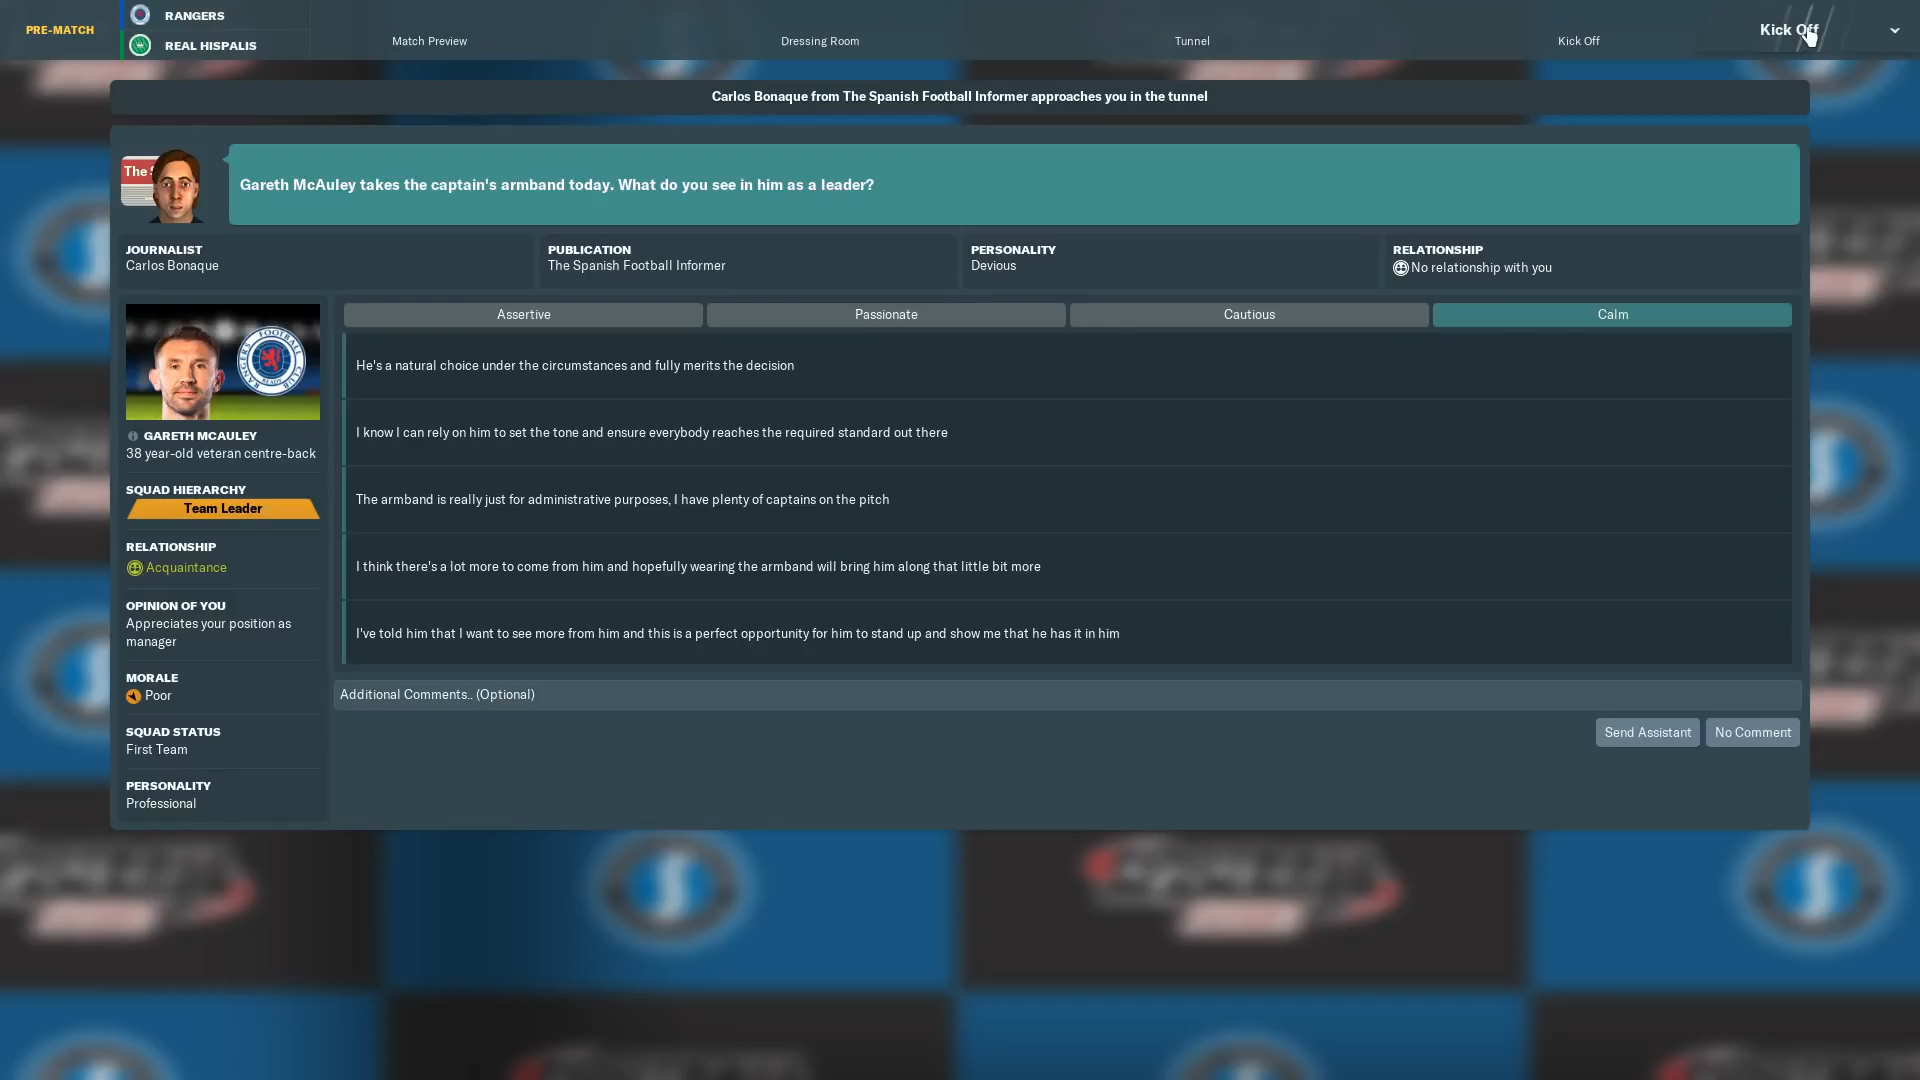 PRE-MATCH
RANGERS
REAL HISPALIS
Match Preview
Dressing Room
Tunnel
Kick Off
Kick Off
Carlos Bonaque from The Spanish Football Informer approaches you in the tunnel
The S
Gareth McAuley takes the captain's armband today. What do you see in him as a leader?
JOURNALIST
Carlos Bonaque
PUBLICATION
The Spanish Football Informer
PERSONALITY
Devious
RELATIONSHIP
No relationship with you
Assertive
Passionate
Cautious
Calm
He's a natural choice under the circumstances and fully merits the decision
I know I can rely on him to set the tone and ensure everybody reaches the required standard out there
The armband is really just for administrative purposes, I have plenty of captains on the pitch
I think there's a lot more to come from him and hopefully wearing the armband will bring him along that little bit more
I've told him that I want to see more from him and this is a perfect opportunity for him to stand up and show me that he has it in him
Additional Comments.. (Optional)
Send Assistant
No Comment
RANGERS FOOTBALL CLUB
READY
GARETH MCAULEY
38 year-old veteran centre-back
SQUAD HIERARCHY
Team Leader
RELATIONSHIP
Acquaintance
OPINION OF YOU
Appreciates your position as
manager
MORALE
Poor
SQUAD STATUS
First Team
PERSONALITY
Professional